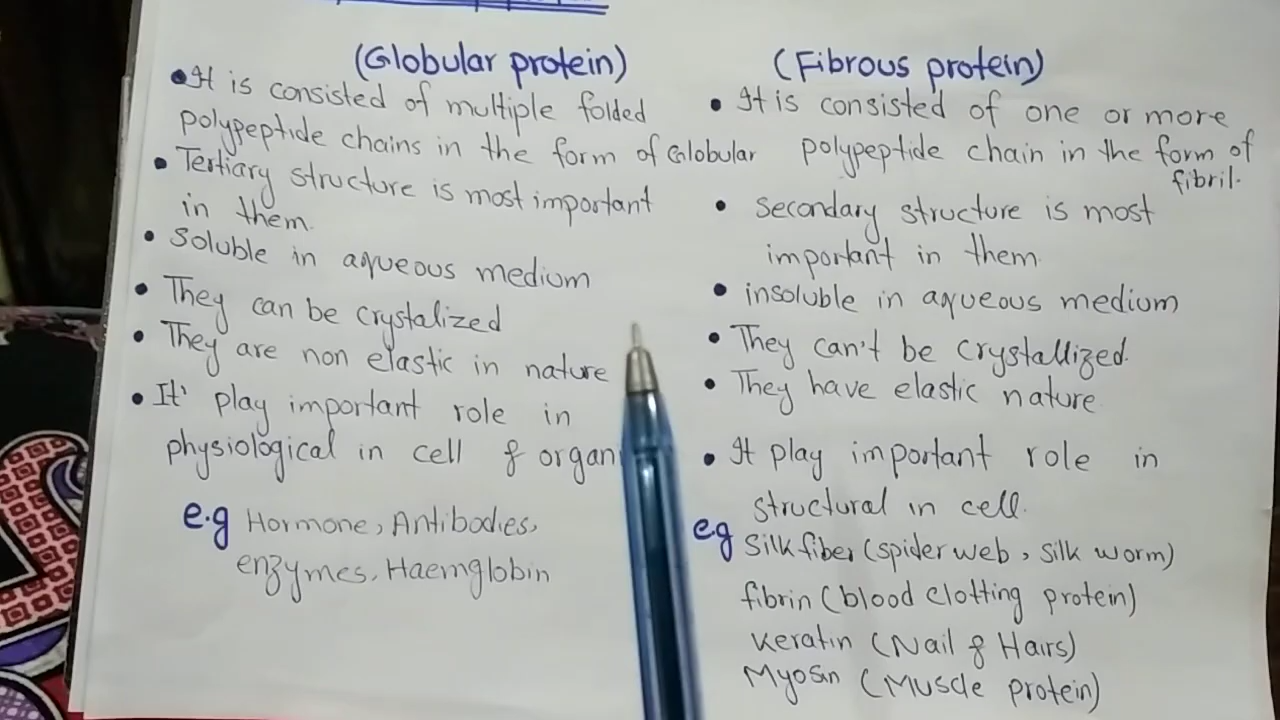 (Globular protein)
• It is consisted of multiple folded
polypeptide chains in the form of Globular
• Tertiary structure is most important
in them.
• Soluble in aqueous medium
• They can be crystalized
• They are non elastic in nature
• It' play important role in
physiological in cell & organ
e.g Hormone, Antibodies,
enzymes, Haemglobin
(Fibrous protein)
• It is consisted of one or more
polypeptide chain in the form of
fibril.
• Secondary structure is most
important in them
• insoluble in aqueous medium
• They can't be crystallized.
• They have elastic nature
• It play important role in
structural in cell.
eg Silk fiber (spider web, silk worm)
fibrin (blood clotting protein)
Keratin (Nail & Hairs)
Myosin (Muscle protein)